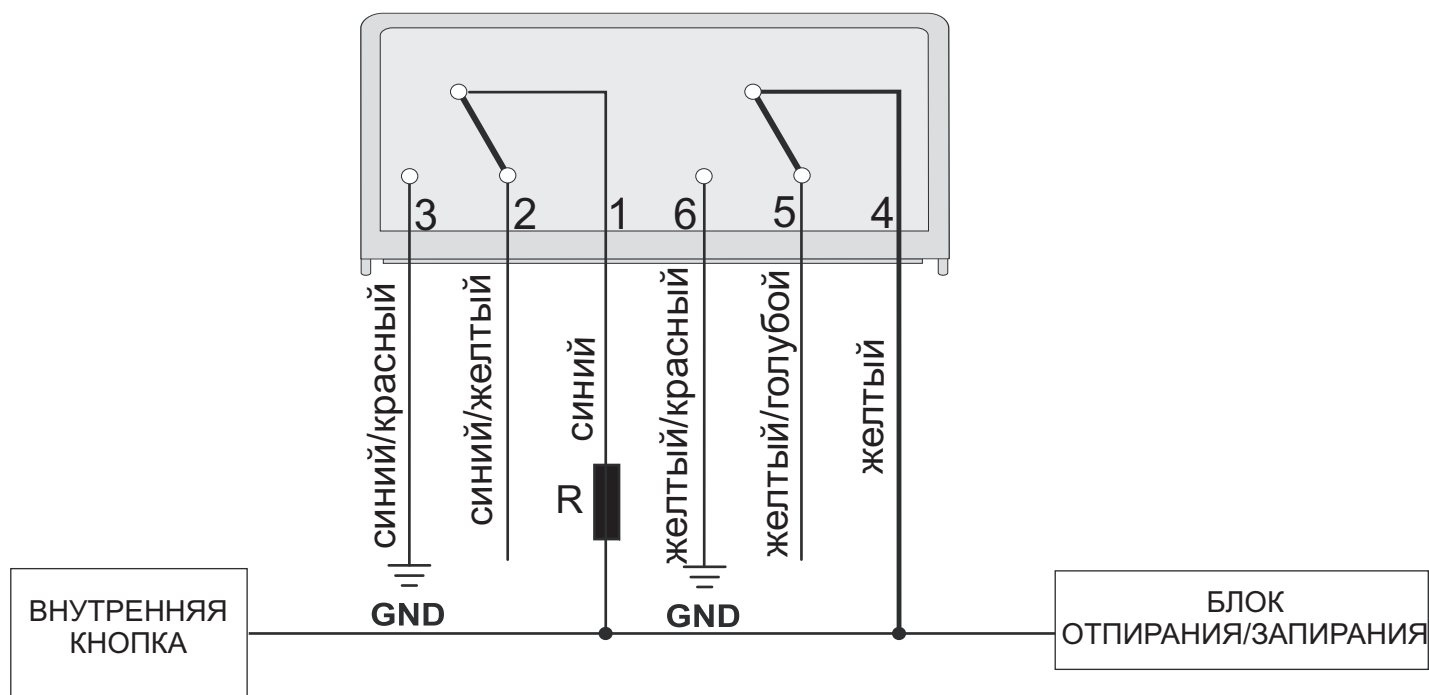 3
2
1
6
5
4
синий/красный
синий/желтый
синий
желтый/красный
желтый/голубой
желтый
R
GND
GND
ВНУТРЕННЯЯ
КНОПКА
БЛОК
ОТПИРАНИЯ/ЗАПИРАНИЯ